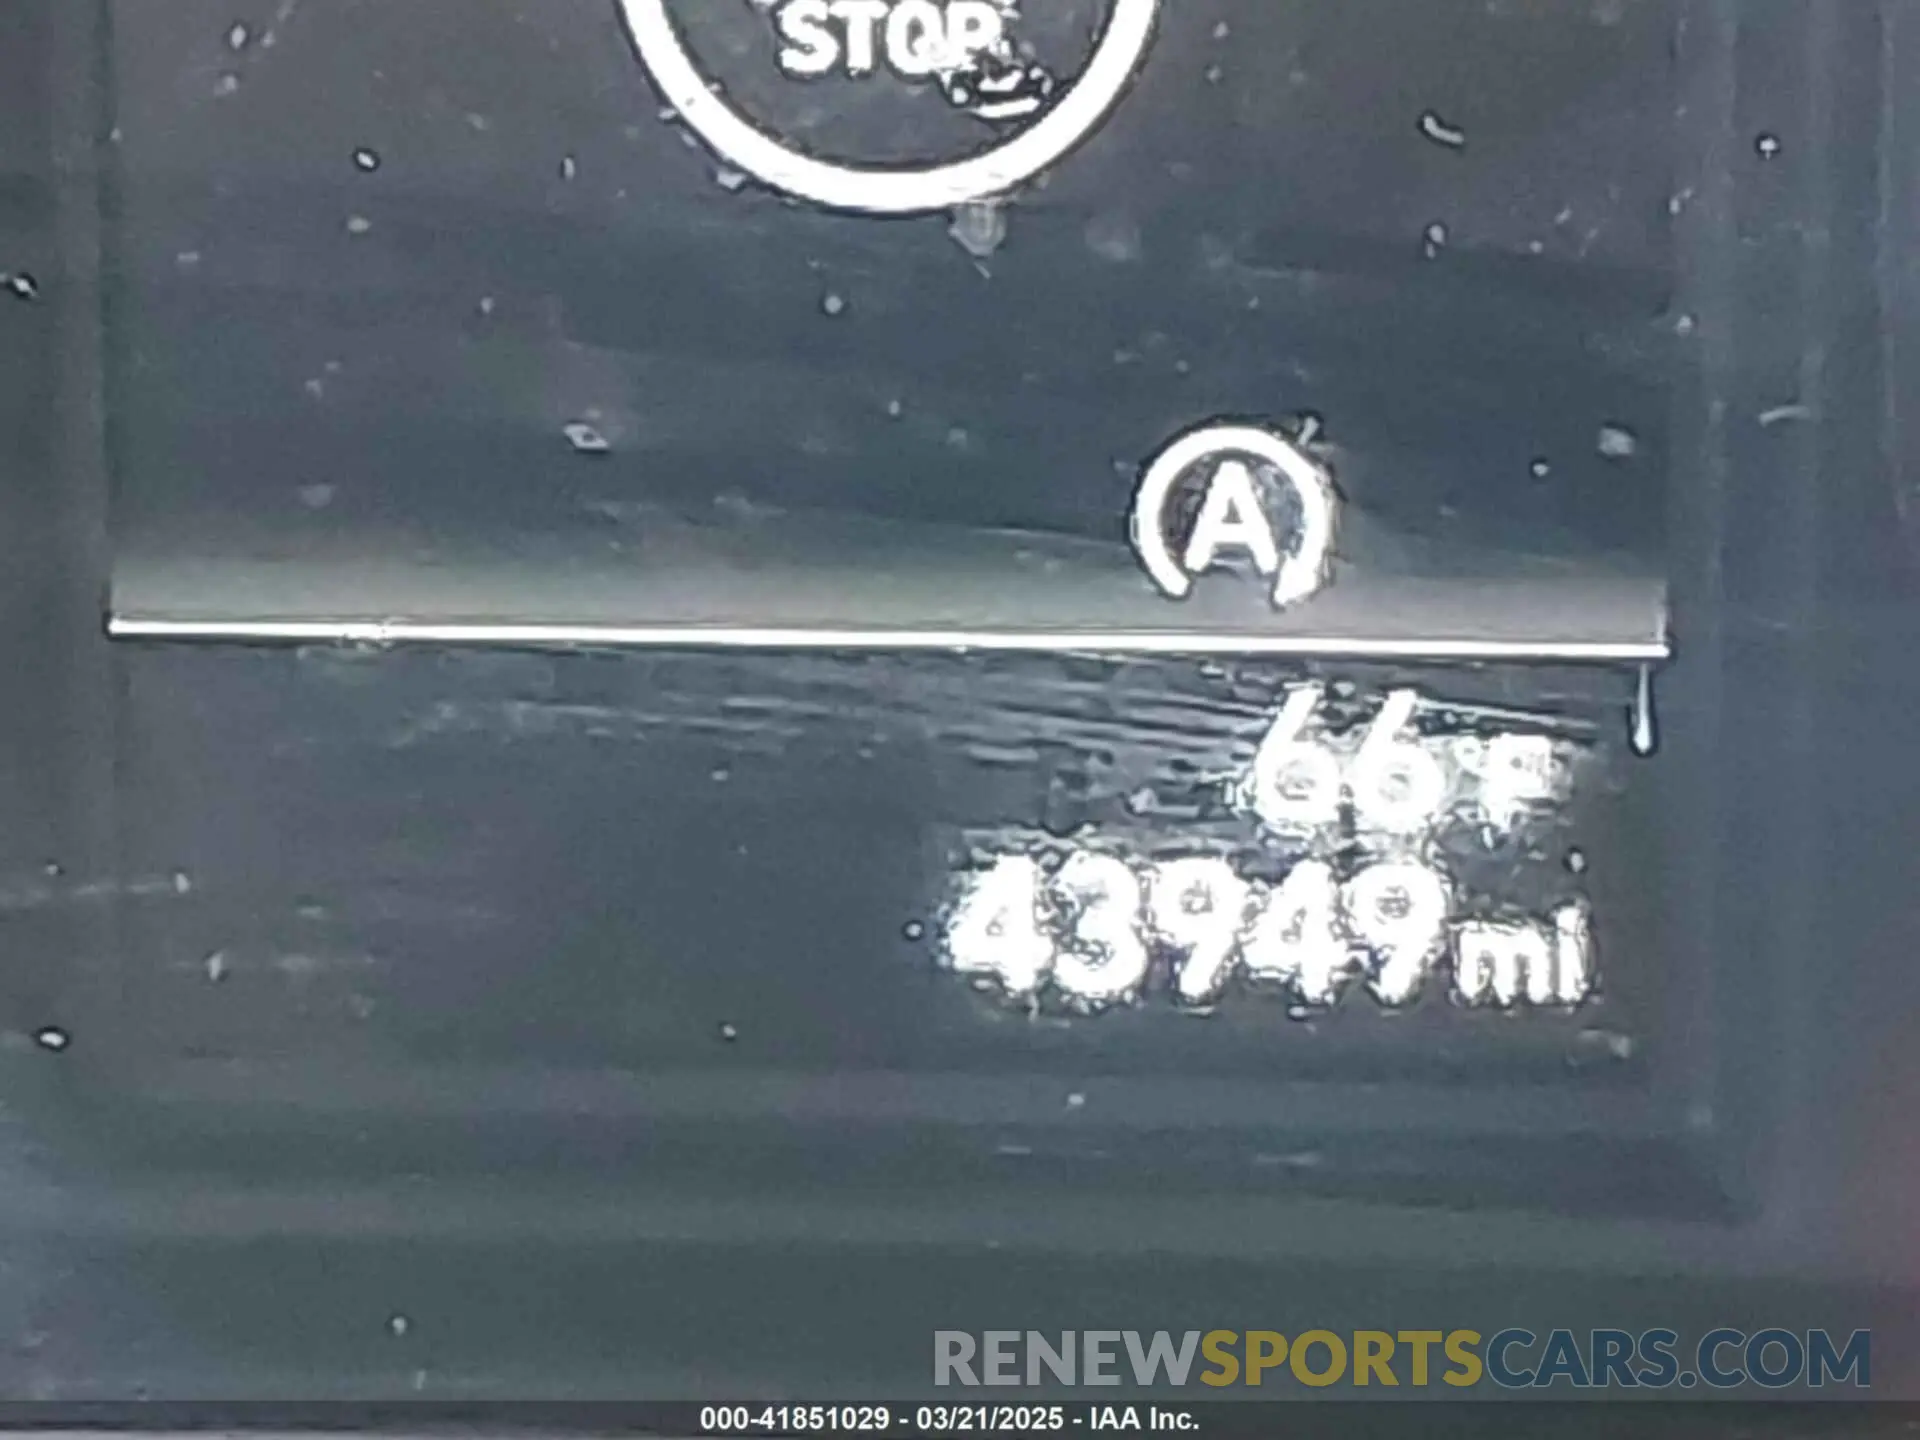 STOP
A
66°F
43949 mi
RENEWSPORTSCARS.COM
000-41851029 - 03/21/2025 - IAA Inc.